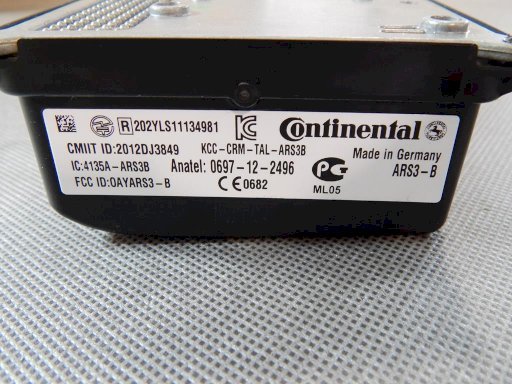 R 202YLS11134981 Continental
CMIIT ID:2012DJ3849 KCC-CRM-TAL-ARS3B Made in Germany
IC:4135A-ARS3B Anatel: 0697-12-2496 ARS3-B
FCC ID:OAYARS3-B CE0682 ML05